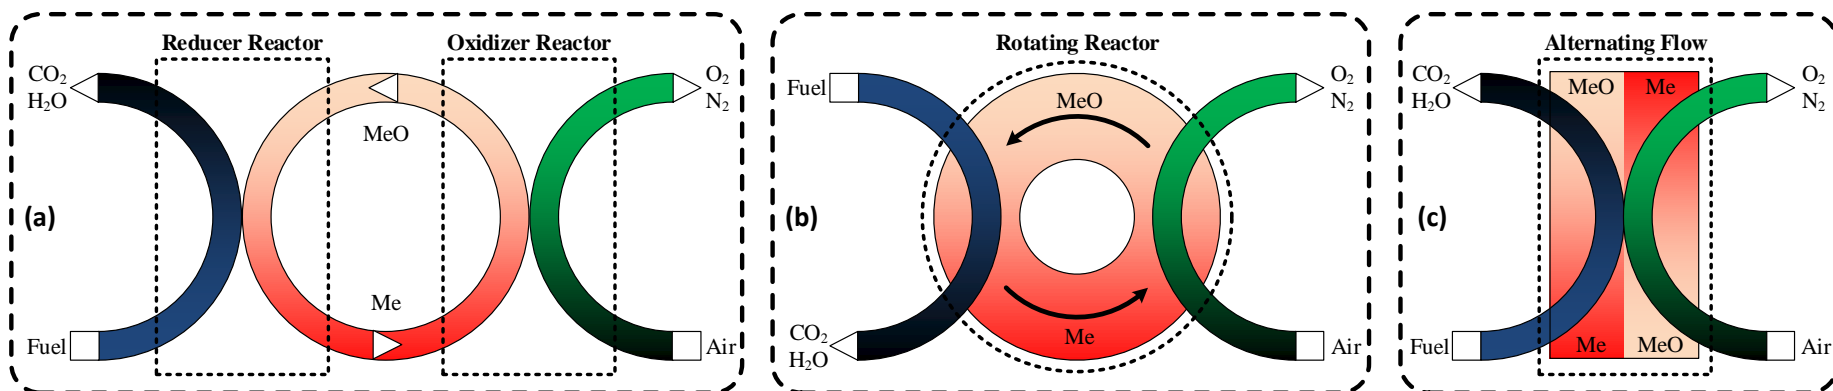 Reducer Reactor
Oxidizer Reactor
CO₂
H₂O
O₂
N₂
MeO
(a)
Me
Fuel
Air
Rotating Reactor
Fuel
MeO
O₂
N₂
(b)
CO₂
H₂O
Me
Air
Alternating Flow
CO₂
H₂O
MeO
Me
O₂
N₂
(c)
Fuel
Me
MeO
Air